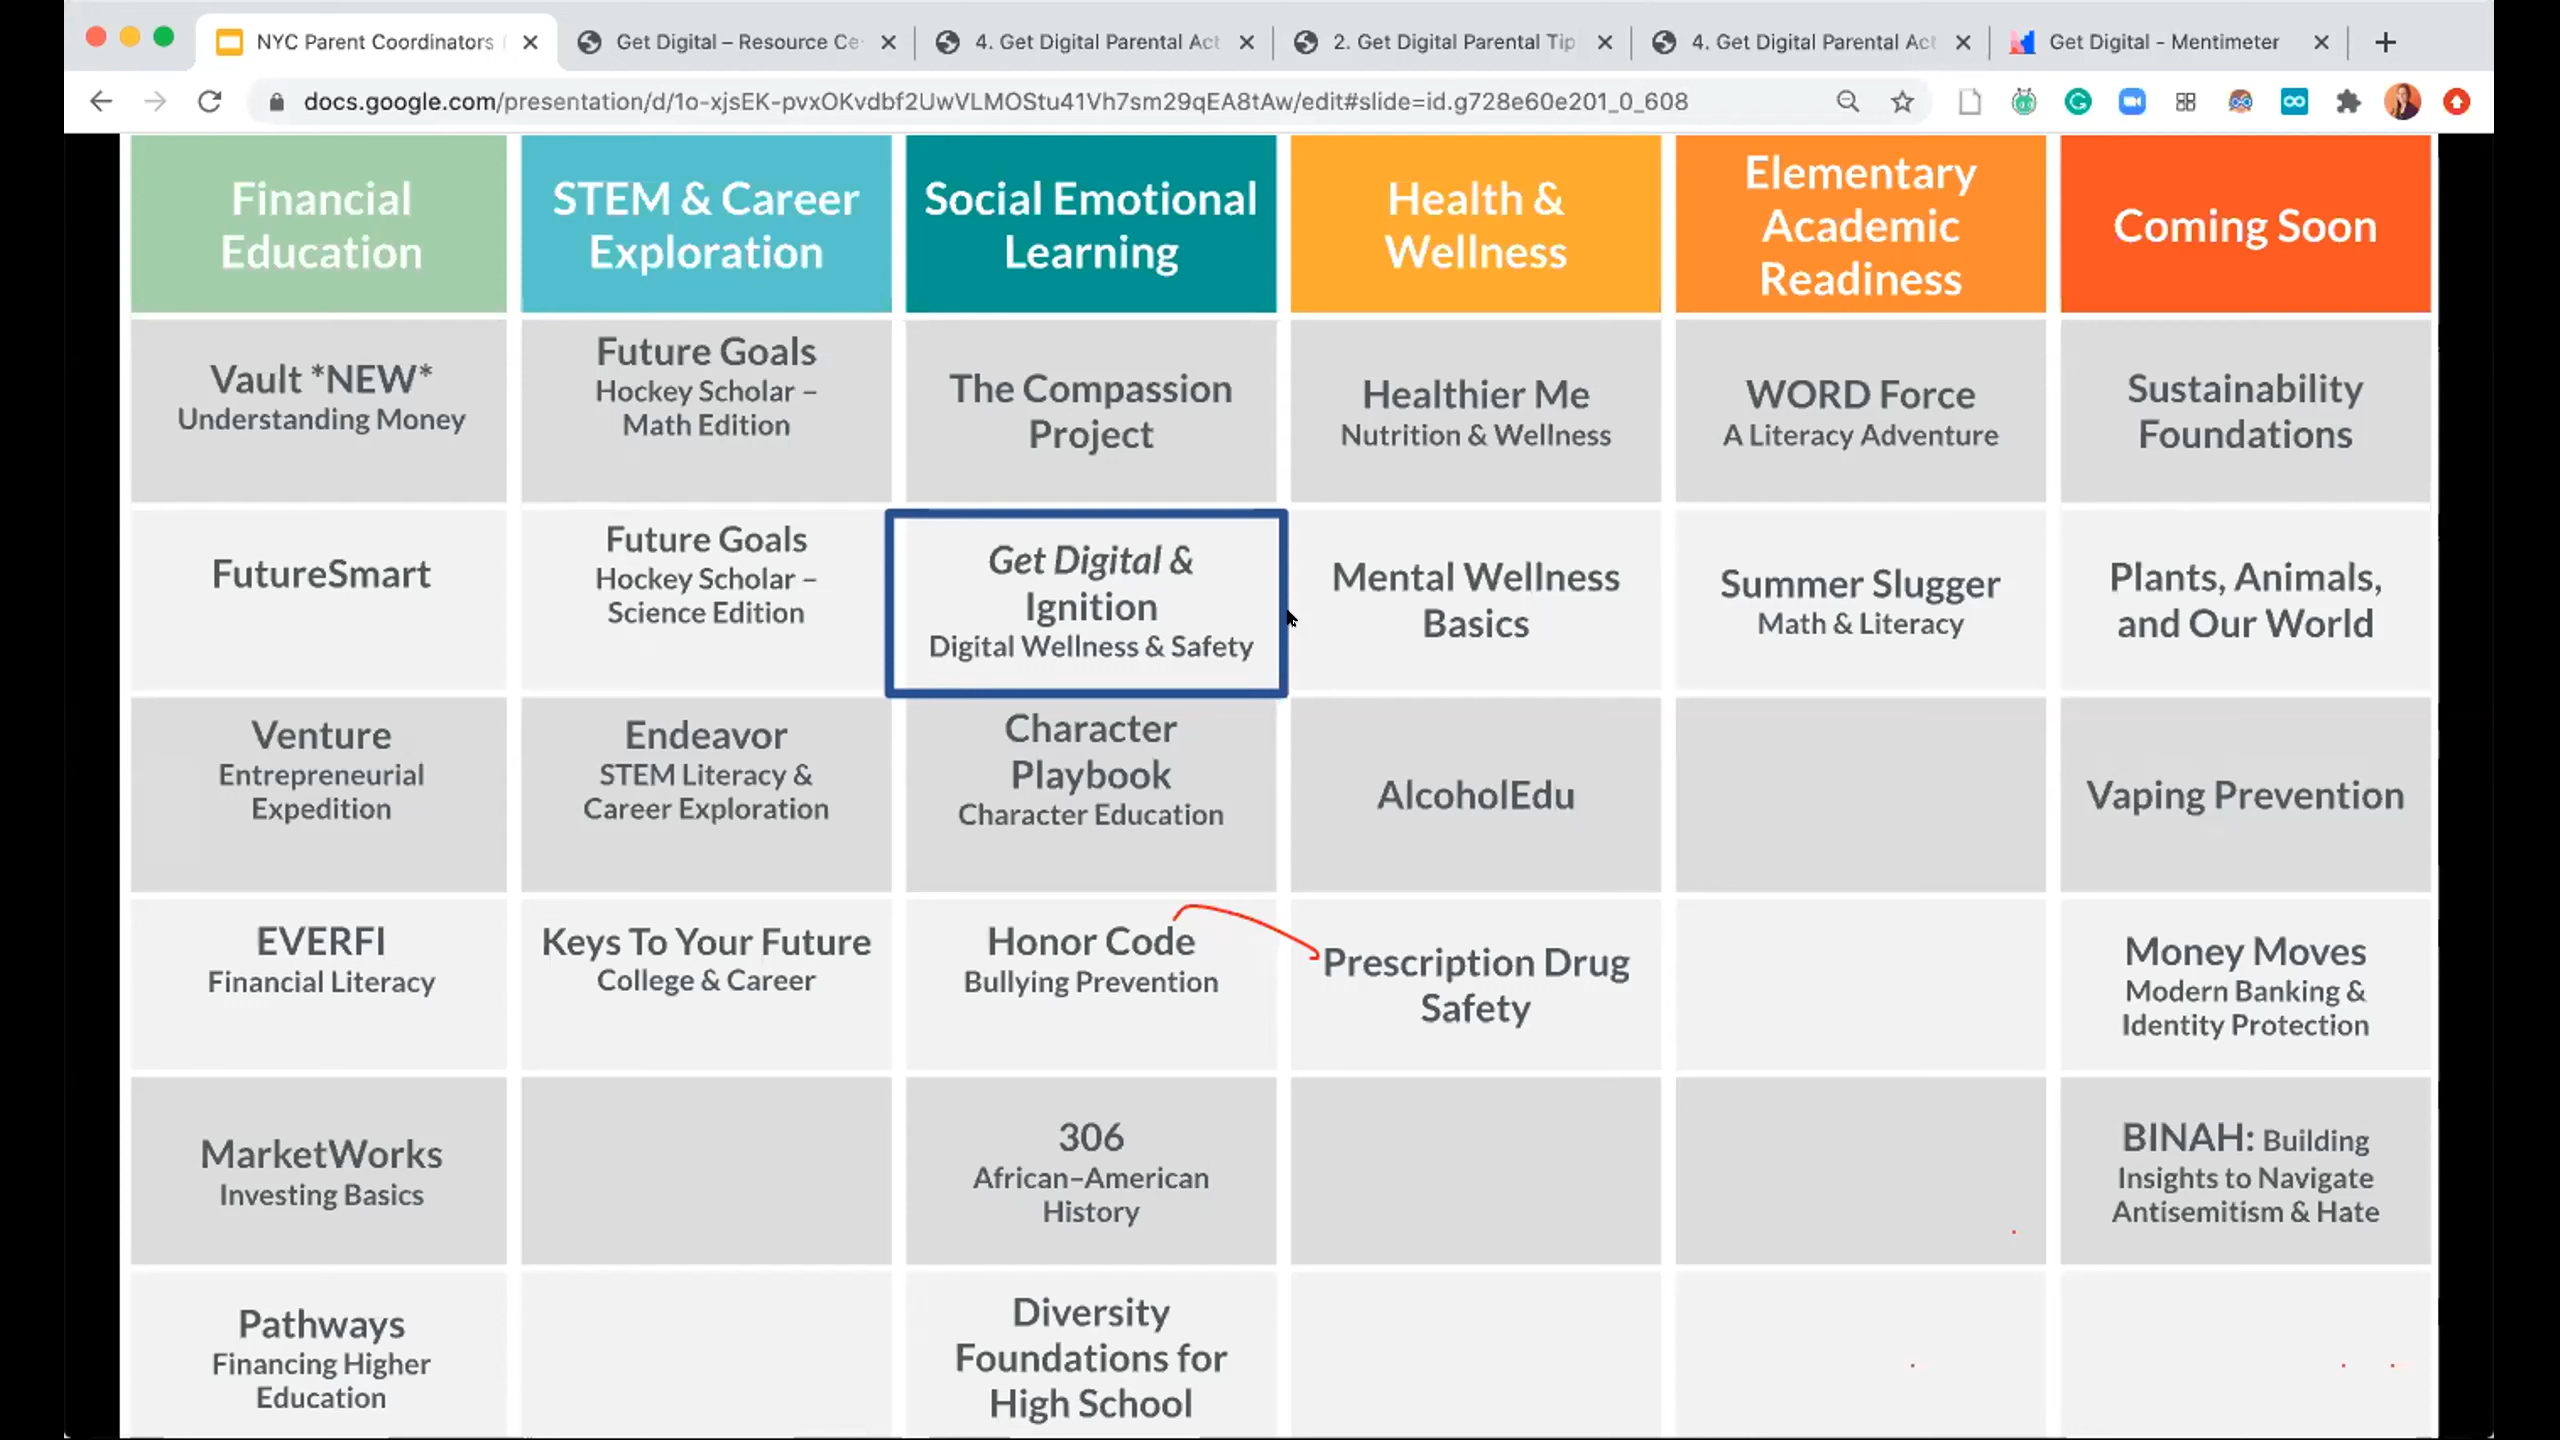 NYC Parent Coordinators
Get Digital – Resource Ce
4. Get Digital Parental Act
2. Get Digital Parental Tip
4. Get Digital Parental Act
Get Digital - Mentimeter
docs.google.com/presentation/d/1o-xjsEK-pvxOKvdbf2UwVLMOStu41Vh7sm29qEA8tAw/edit#slide=id.g728e60e201_0_608
Financial
Education
STEM & Career
Exploration
Social Emotional
Learning
Health &
Wellness
Elementary
Academic
Readiness
Coming Soon
Vault *NEW*
Understanding Money
Future Goals
Hockey Scholar –
Math Edition
The Compassion
Project
Healthier Me
Nutrition & Wellness
WORD Force
A Literacy Adventure
Sustainability
Foundations
FutureSmart
Future Goals
Hockey Scholar –
Science Edition
Get Digital &
Ignition
Digital Wellness & Safety
Mental Wellness
Basics
Summer Slugger
Math & Literacy
Plants, Animals,
and Our World
Venture
Entrepreneurial
Expedition
Endeavor
STEM Literacy &
Career Exploration
Character
Playbook
Character Education
AlcoholEdu
Vaping Prevention
EVERFI
Financial Literacy
Keys To Your Future
College & Career
Honor Code
Bullying Prevention
Prescription Drug
Safety
Money Moves
Modern Banking &
Identity Protection
MarketWorks
Investing Basics
306
African–American
History
BINAH: Building
Insights to Navigate
Antisemitism & Hate
Pathways
Financing Higher
Education
Diversity
Foundations for
High School